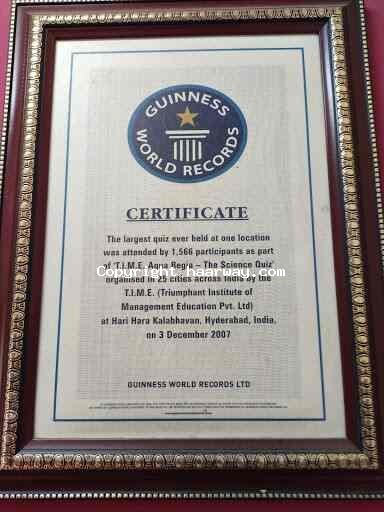 GUINNESS
WORLD RECORDS
CERTIFICATE
The largest quiz ever held at one location
was attended by 1,566 participants as part
of 'T.I.M.E. Aqua Regia – The Science Quiz'
Copyright www.haarway.com
organised in 25 cities across India by the
T.I.M.E. (Triumphant Institute of
Management Education Pvt. Ltd)
at Hari Hara Kalabhavan, Hyderabad, India,
on 3 December 2007
GUINNESS WORLD RECORDS LTD